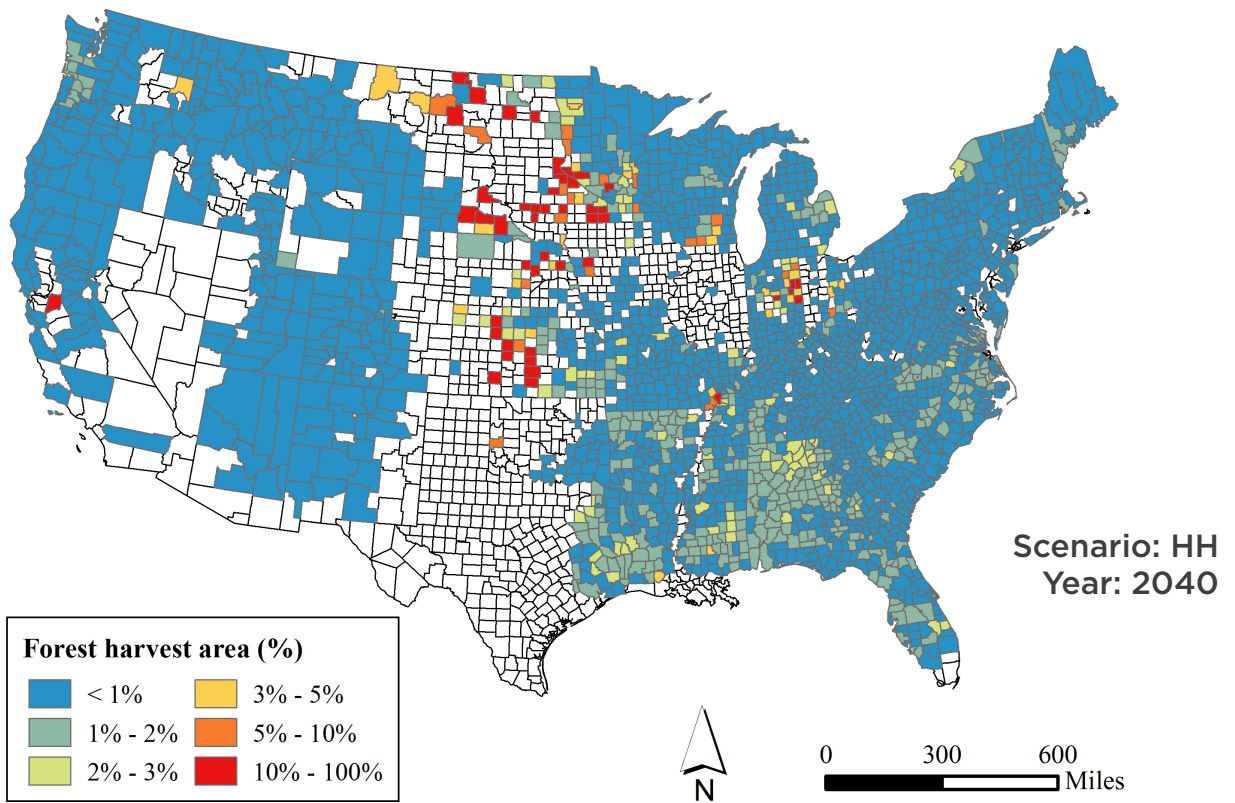 Scenario: HH
Year: 2040
Forest harvest area (%)
< 1%
3% - 5%
1% - 2%
5% - 10%
2% - 3%
10% - 100%
N
0 300 600
Miles